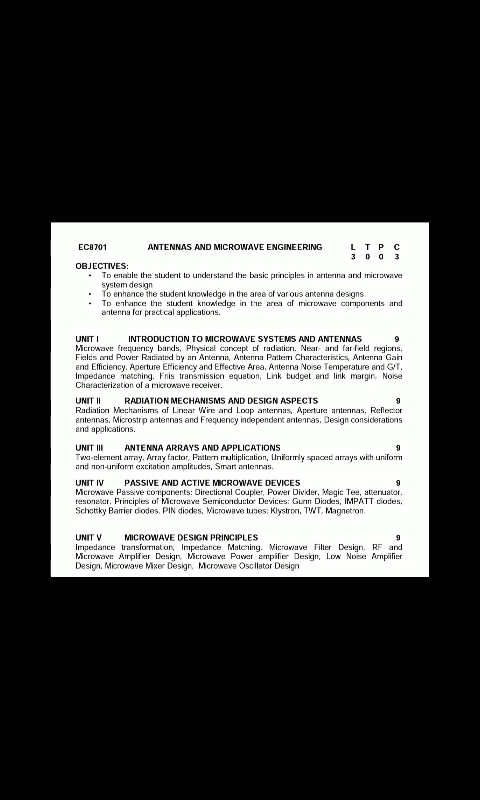 EC8701 ANTENNAS AND MICROWAVE ENGINEERING L T P C
3 0 0 3
OBJECTIVES:
• To enable the student to understand the basic principles in antenna and microwave
system design
• To enhance the student knowledge in the area of various antenna designs.
• To enhance the student knowledge in the area of microwave components and
antenna for practical applications.
UNIT I INTRODUCTION TO MICROWAVE SYSTEMS AND ANTENNAS 9
Microwave frequency bands, Physical concept of radiation, Near- and far-field regions,
Fields and Power Radiated by an Antenna, Antenna Pattern Characteristics, Antenna Gain
and Efficiency, Aperture Efficiency and Effective Area, Antenna Noise Temperature and G/T,
Impedance matching, Friis transmission equation, Link budget and link margin, Noise
Characterization of a microwave receiver.
UNIT II RADIATION MECHANISMS AND DESIGN ASPECTS 9
Radiation Mechanisms of Linear Wire and Loop antennas, Aperture antennas, Reflector
antennas, Microstrip antennas and Frequency independent antennas, Design considerations
and applications.
UNIT III ANTENNA ARRAYS AND APPLICATIONS 9
Two-element array, Array factor, Pattern multiplication, Uniformly spaced arrays with uniform
and non-uniform excitation amplitudes, Smart antennas.
UNIT IV PASSIVE AND ACTIVE MICROWAVE DEVICES 9
Microwave Passive components: Directional Coupler, Power Divider, Magic Tee, attenuator,
resonator, Principles of Microwave Semiconductor Devices: Gunn Diodes, IMPATT diodes,
Schottky Barrier diodes, PIN diodes, Microwave tubes: Klystron, TWT, Magnetron.
UNIT V MICROWAVE DESIGN PRINCIPLES 9
Impedance transformation, Impedance Matching, Microwave Filter Design, RF and
Microwave Amplifier Design, Microwave Power amplifier Design, Low Noise Amplifier
Design, Microwave Mixer Design, Microwave Oscillator Design